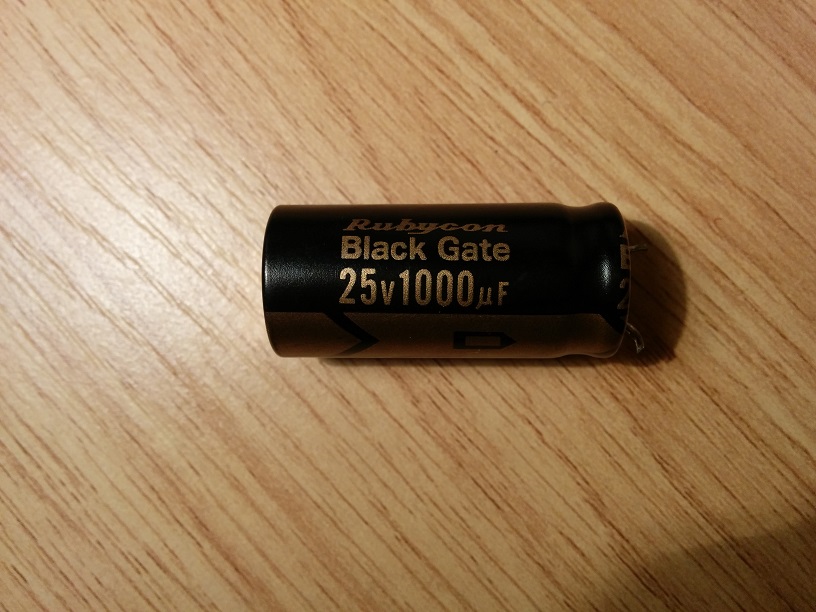 Rubycon
Black Gate
25v1000μF